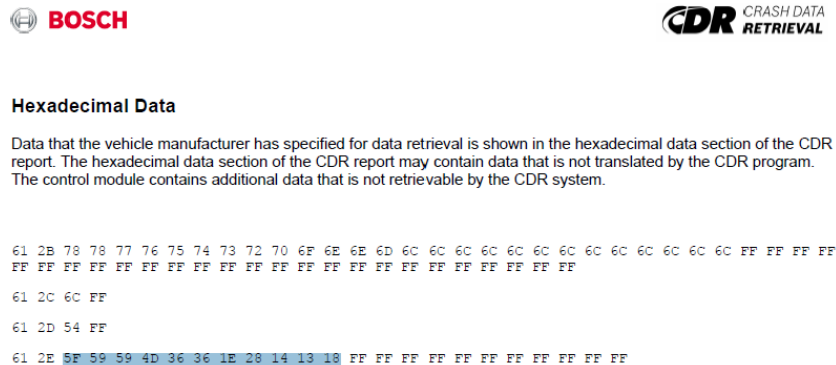 BOSCH
CDR CRASH DATA
RETRIEVAL
Hexadecimal Data
Data that the vehicle manufacturer has specified for data retrieval is shown in the hexadecimal data section of the CDR
report. The hexadecimal data section of the CDR report may contain data that is not translated by the CDR program.
The control module contains additional data that is not retrievable by the CDR system.
61 2B 78 78 77 76 75 74 73 72 70 6F 6E 6E 6D 6C 6C 6C 6C 6C 6C 6C 6C 6C 6C 6C 6C 6C FF FF FF FF
FF FF FF FF FF FF FF FF FF FF FF FF FF FF FF FF FF FF FF FF FF FF
61 2C 6C FF
61 2D 54 FF
61 2E 5F 59 59 4D 36 36 1E 28 14 13 18 FF FF FF FF FF FF FF FF FF FF FF